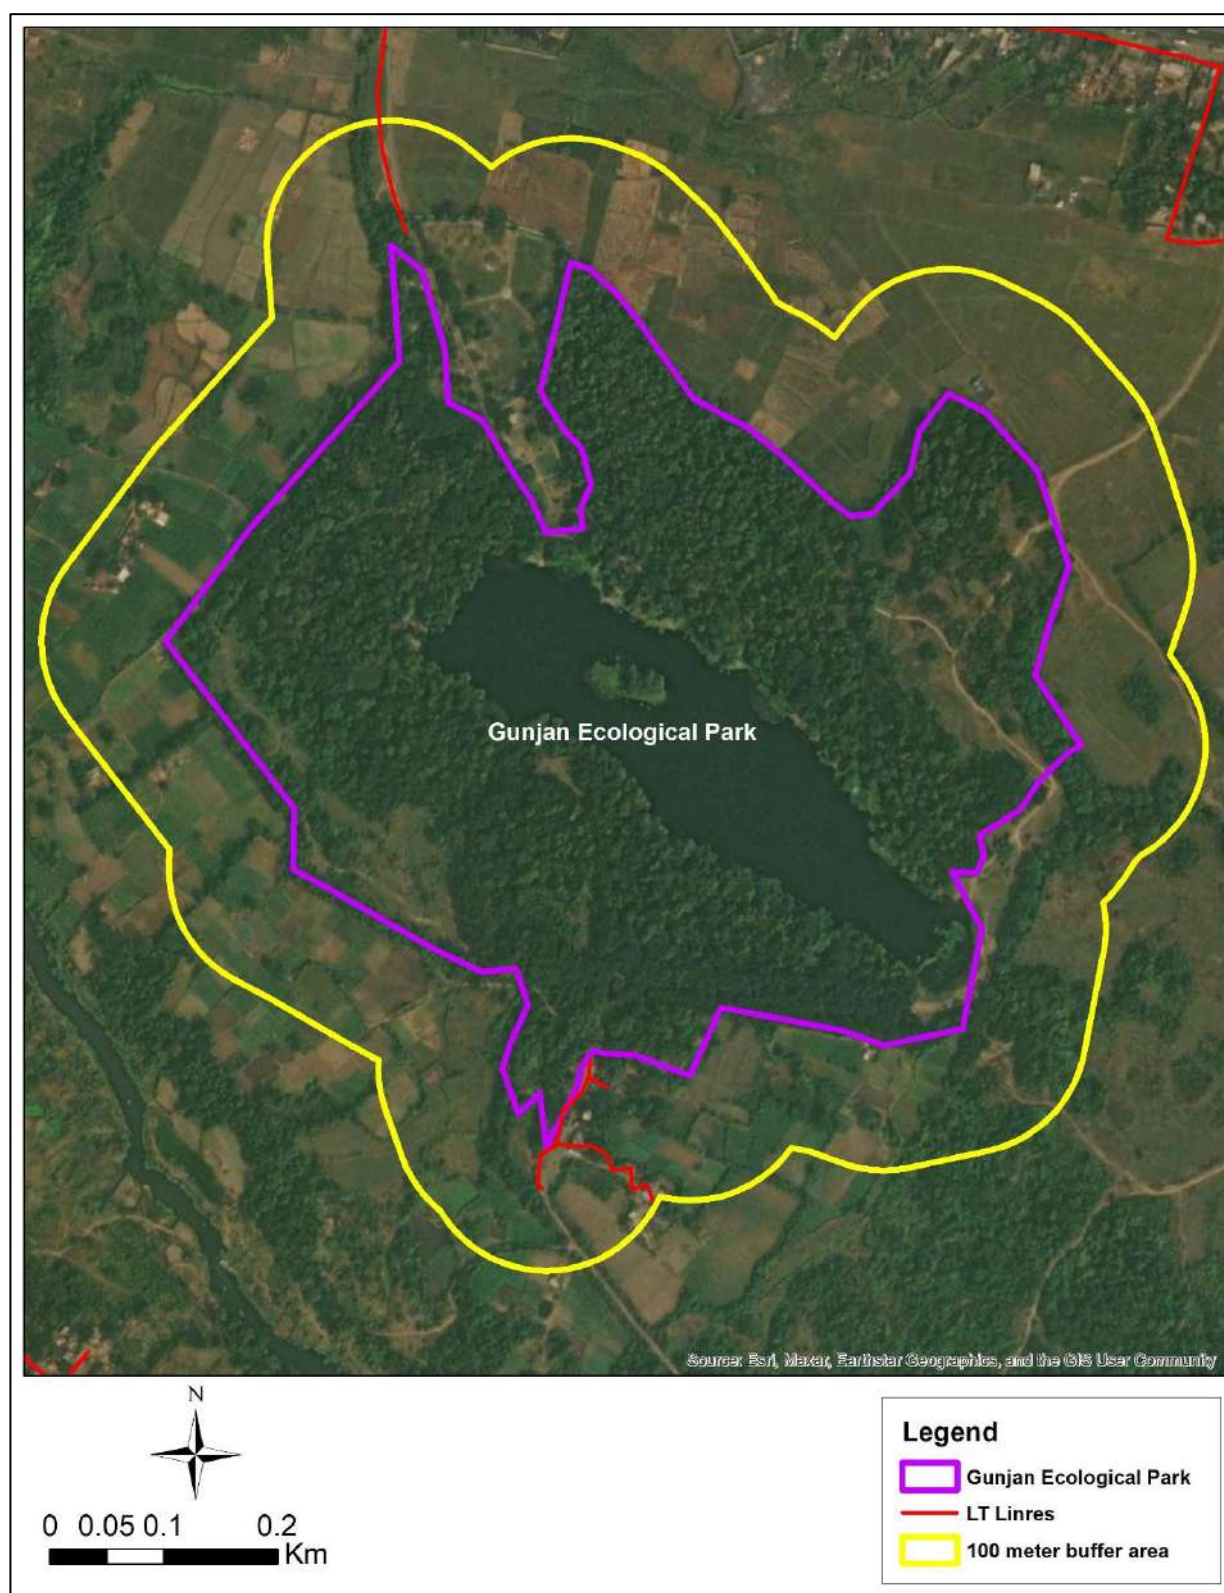 Gunjan Ecological Park
Source: Esri, Maxar, Earthstar Geographics, and the GIS User Community
N
0 0.05 0.1 0.2
Km
Legend
Gunjan Ecological Park
LT Linres
100 meter buffer area